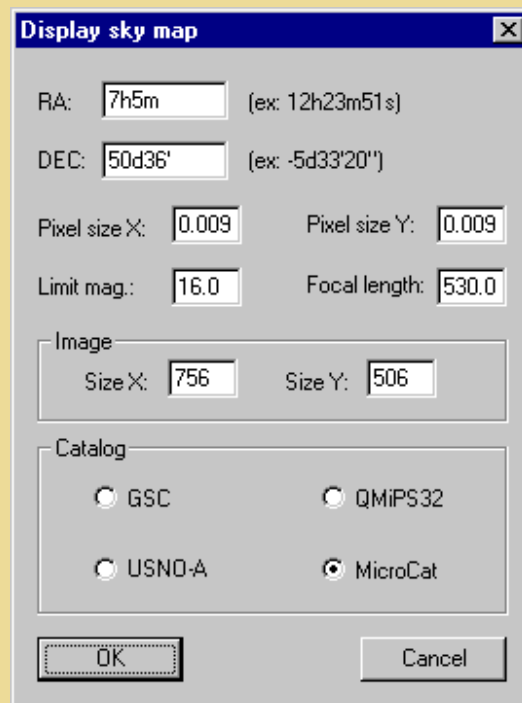 Display sky map
RA: 7h5m (ex: 12h23m51s)
DEC: 50d36' (ex: -5d33'20'')
Pixel size X: 0.009 Pixel size Y: 0.009
Limit mag.: 16.0 Focal length: 530.0
Image
Size X: 756 Size Y: 506
Catalog
GSC QMiPS32
USNO-A MicroCat
OK Cancel